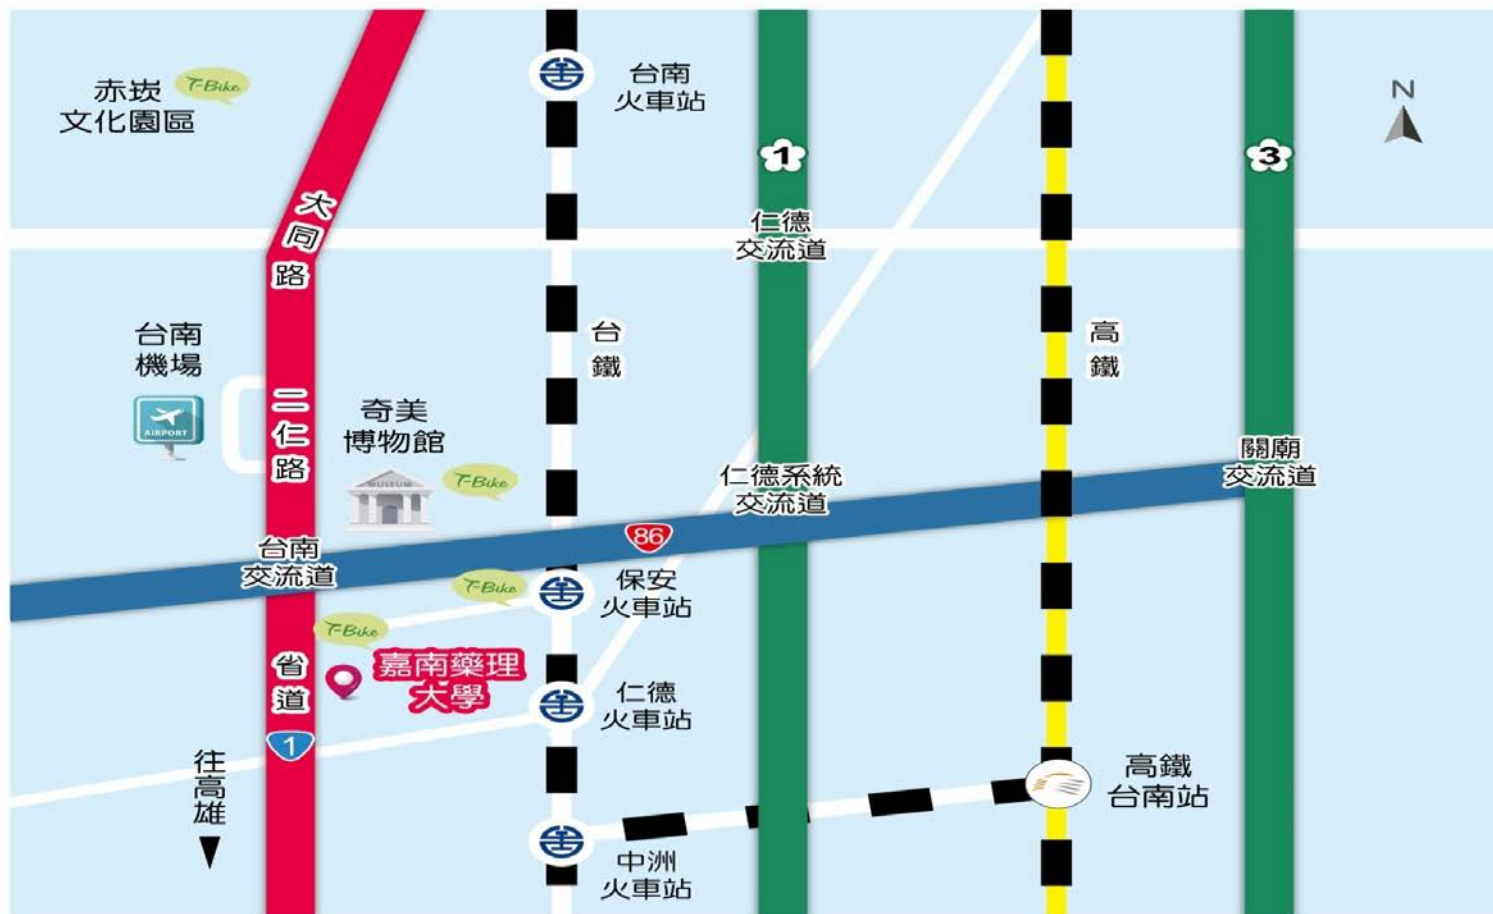 赤崁
文化園區
T-Bike
台南
火車站
N
1
3
大同路
仁德
交流道
台南
機場
AIRPORT
二仁路
奇美
博物館
MUSEUM
T-Bike
台鐵
高鐵
仁德系統
交流道
關廟
交流道
86
台南
交流道
T-Bike
保安
火車站
T-Bike
嘉南藥理
大學
省道
1
仁德
火車站
往高雄
高鐵
台南站
中洲
火車站